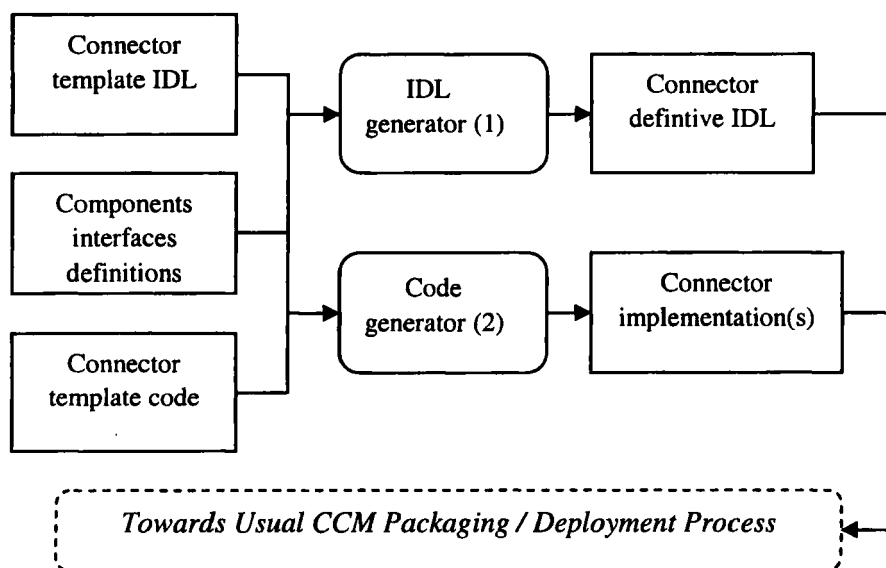 Connector
template IDL
Components
interfaces
definitions
Connector
template code
IDL
generator (1)
Code
generator (2)
Connector
defintive IDL
Connector
implementation(s)
Towards Usual CCM Packaging / Deployment Process